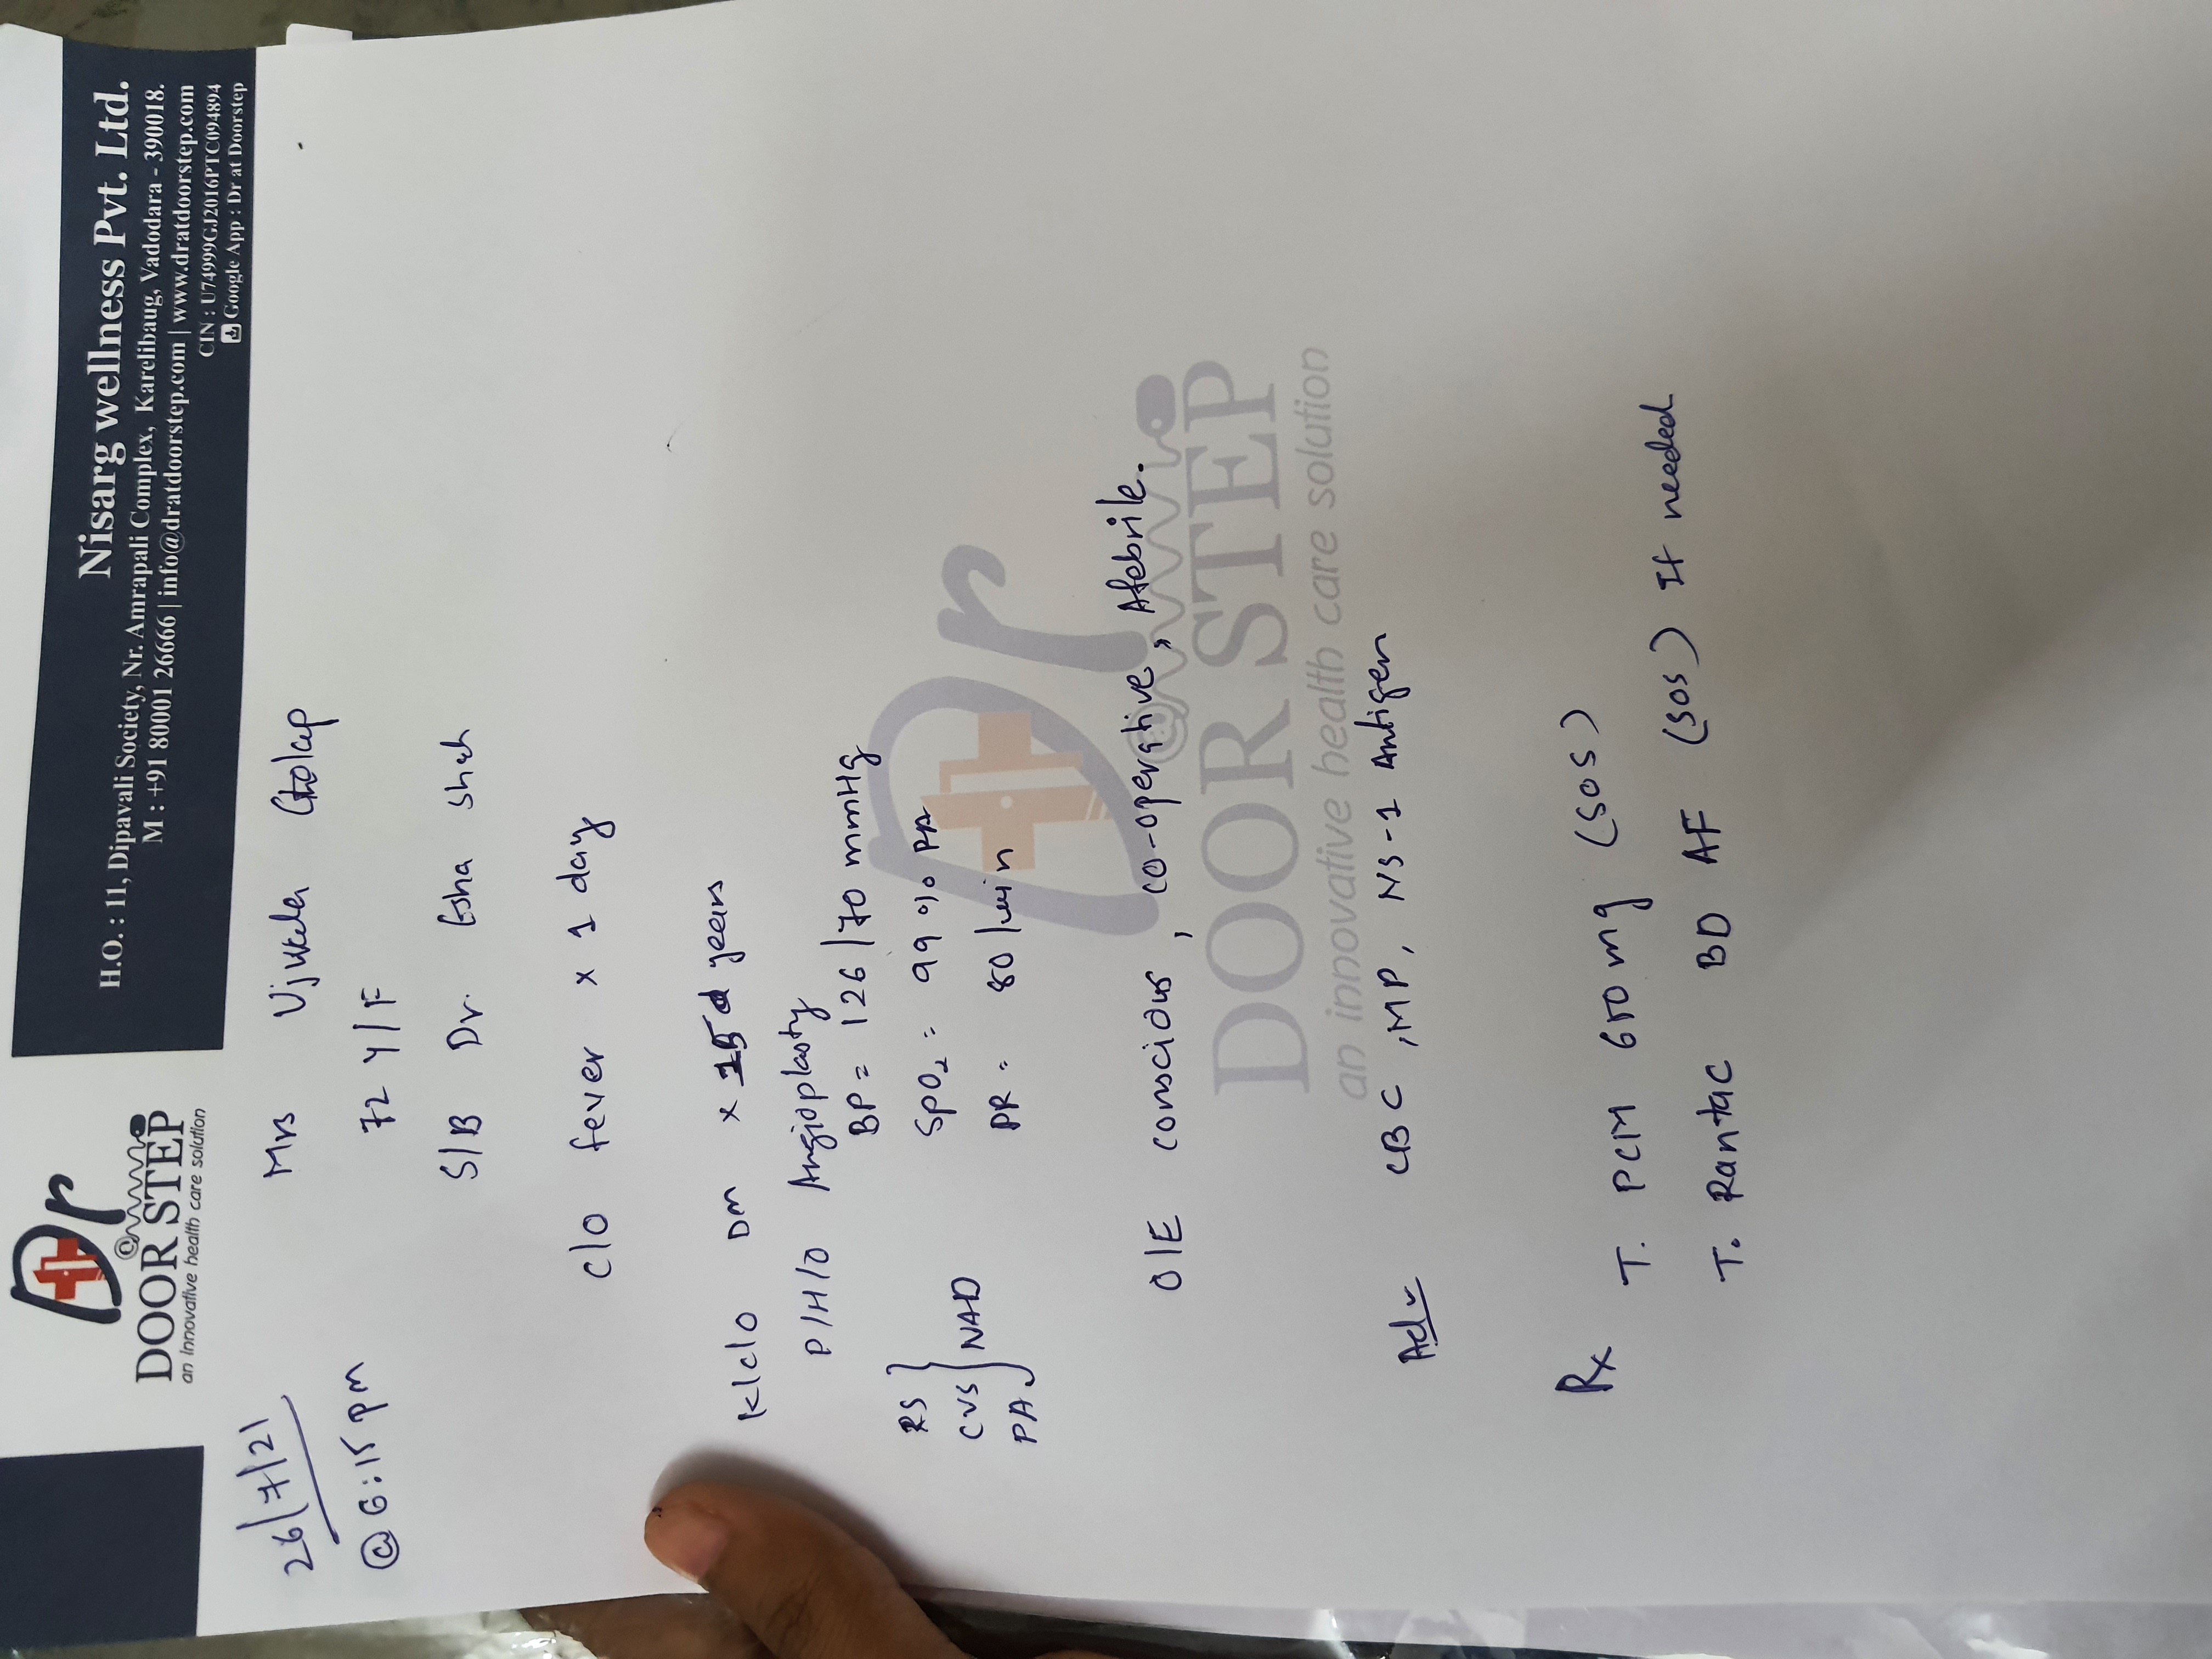 Dr
@
DOOR STEP
an innovative health care solution
Nisarg wellness Pvt. Ltd.
H.O. : 11, Dipavali Society, Nr. Amrapali Complex, Karelibaug, Vadodara - 390018.
M : +91 80001 26666 | info@dratdoorstep.com | www.dratdoorstep.com
CIN : U74999GJ2016PTC094894
Google App : Dr at Doorstep
26/7/21
@ 6:15 pm
Mrs Ujwala
72 Y/F
S/B Dr. Esha Shah
c/o fever x 1 day
K/c/o DM x 15 years
P/H/O Angioplasty
BP = 126/70 mmHg
RS
CVS NAD
PA
SpO2 = 99 % RA
PR = 80 /min
O/E conscious, co-operative, Afebrile.
Dr
@
DOOR STEP
an innovative health care solution
Adv CBC, MP, NS-1 Antigen
Rx
T. PCM 650 mg (SOS)
T. Rantac BD AF (SOS) If needed